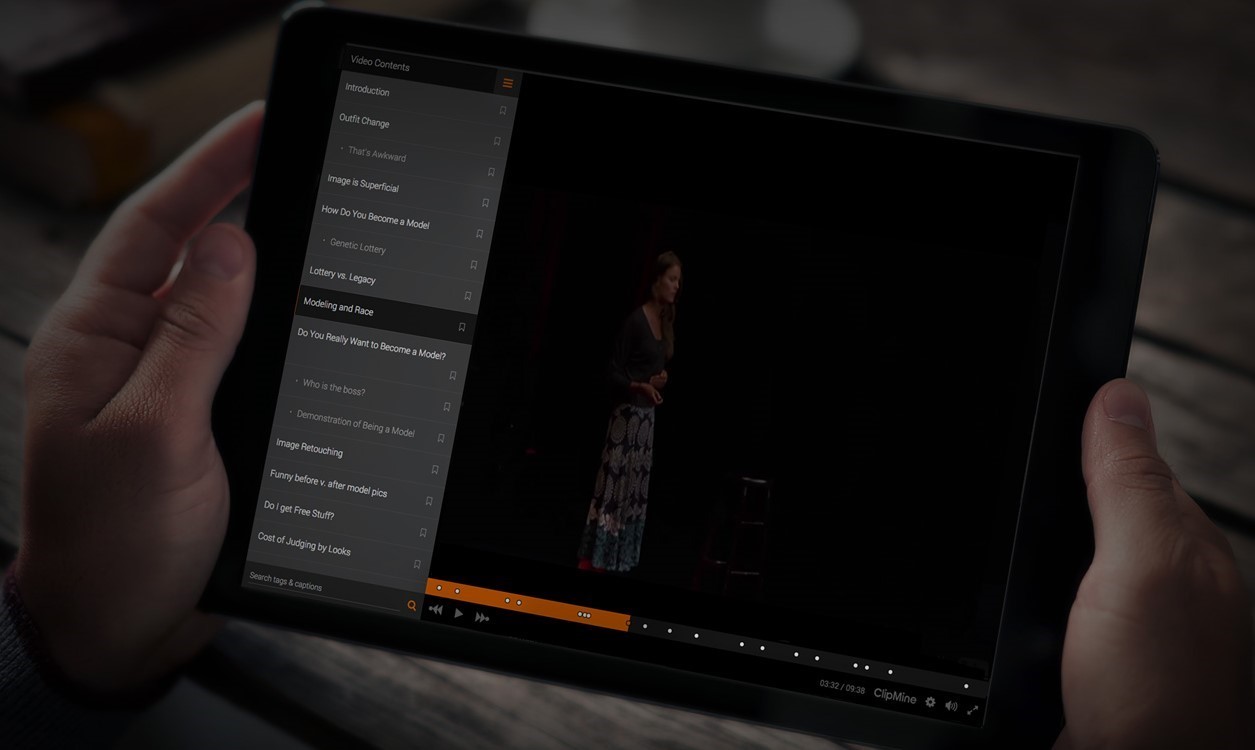 Video Contents
Introduction
Outfit Change
That's Awkward
Image is Superficial
How Do You Become a Model
Genetic Lottery
Lottery vs. Legacy
Modeling and Race
Do You Really Want to Become a Model?
Who is the boss?
Demonstration of Being a Model
Image Retouching
Funny before v. after model pics
Do I get Free Stuff?
Cost of Judging by Looks
Search tags & captions
03:32 / 09:38 ClipMine